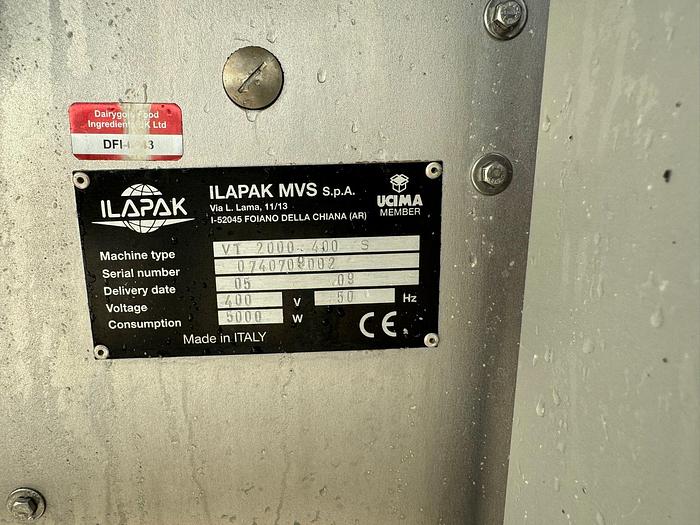 Dairygold Food
Ingredients UK Ltd
ILAPAK
ILAPAK MVS S.p.A.
Via L. Lama, 11/13
I-52045 FOIANO DELLA CHIANA (AR)
UCIMA
MEMBER
Machine type VT 2000 400 S
Serial number
Delivery date 05 09
Voltage 400 V 50 Hz
Consumption 5000 W
Made in ITALY
CE